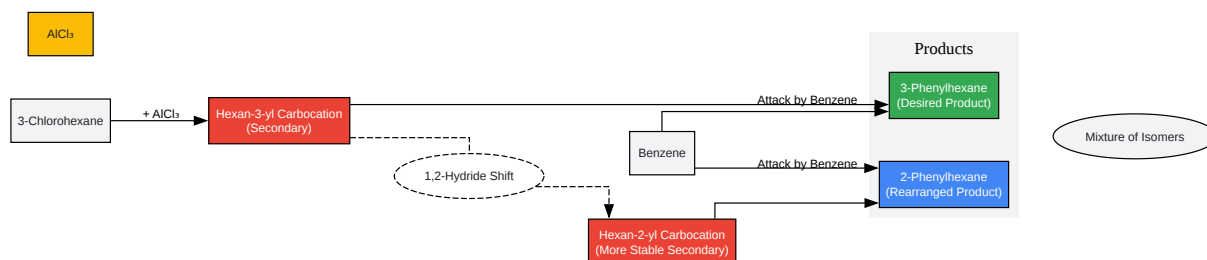 AlCl₃
Products
3-Chlorohexane
+ AlCl₃
Hexan-3-yl Carbocation
(Secondary)
Attack by Benzene
3-Phenylhexane
(Desired Product)
Mixture of Isomers
Benzene
1,2-Hydride Shift
Attack by Benzene
2-Phenylhexane
(Rearranged Product)
Hexan-2-yl Carbocation
(More Stable Secondary)